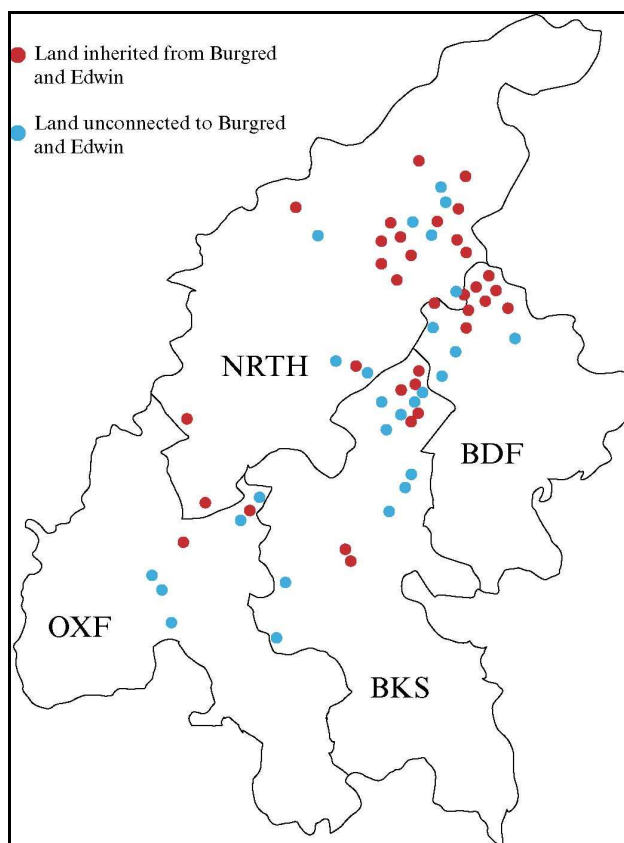 Land inherited from Burgred
and Edwin
Land unconnected to Burgred
and Edwin
NRTH
BDF
OXF
BKS